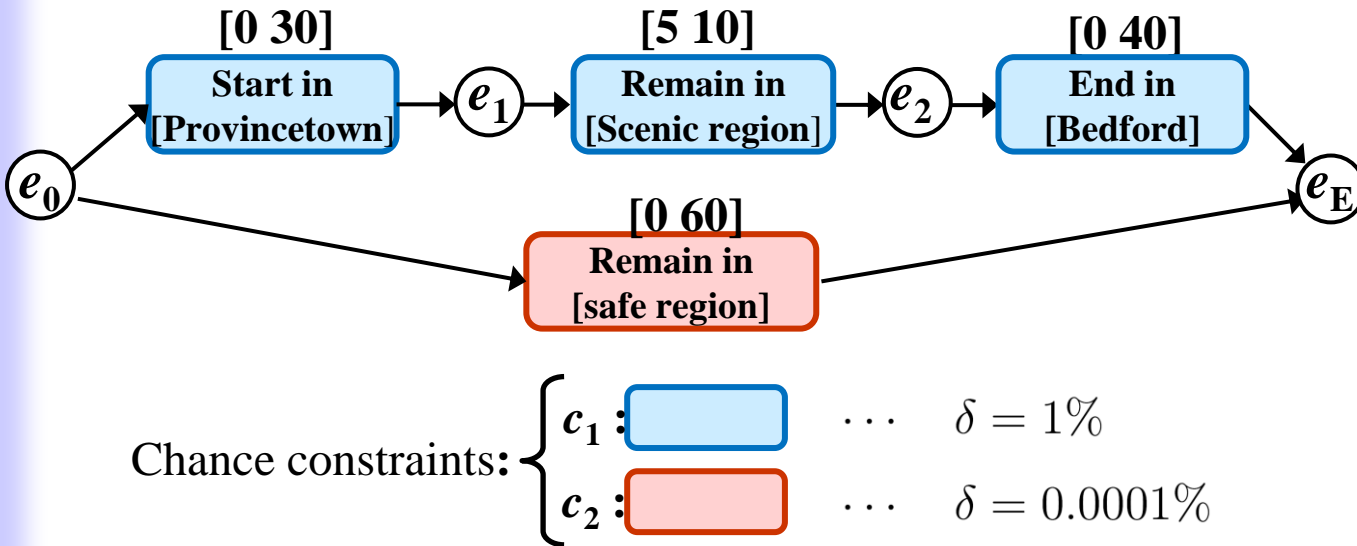 [0 30]
[5 10]
[0 40]
Start in
[Provincetown]
e1
Remain in
[Scenic region]
e2
End in
[Bedford]
e0
eE
[0 60]
Remain in
[safe region]
Chance constraints:
c1 : ⋯ δ = 1%
c2 : ⋯ δ = 0.0001%